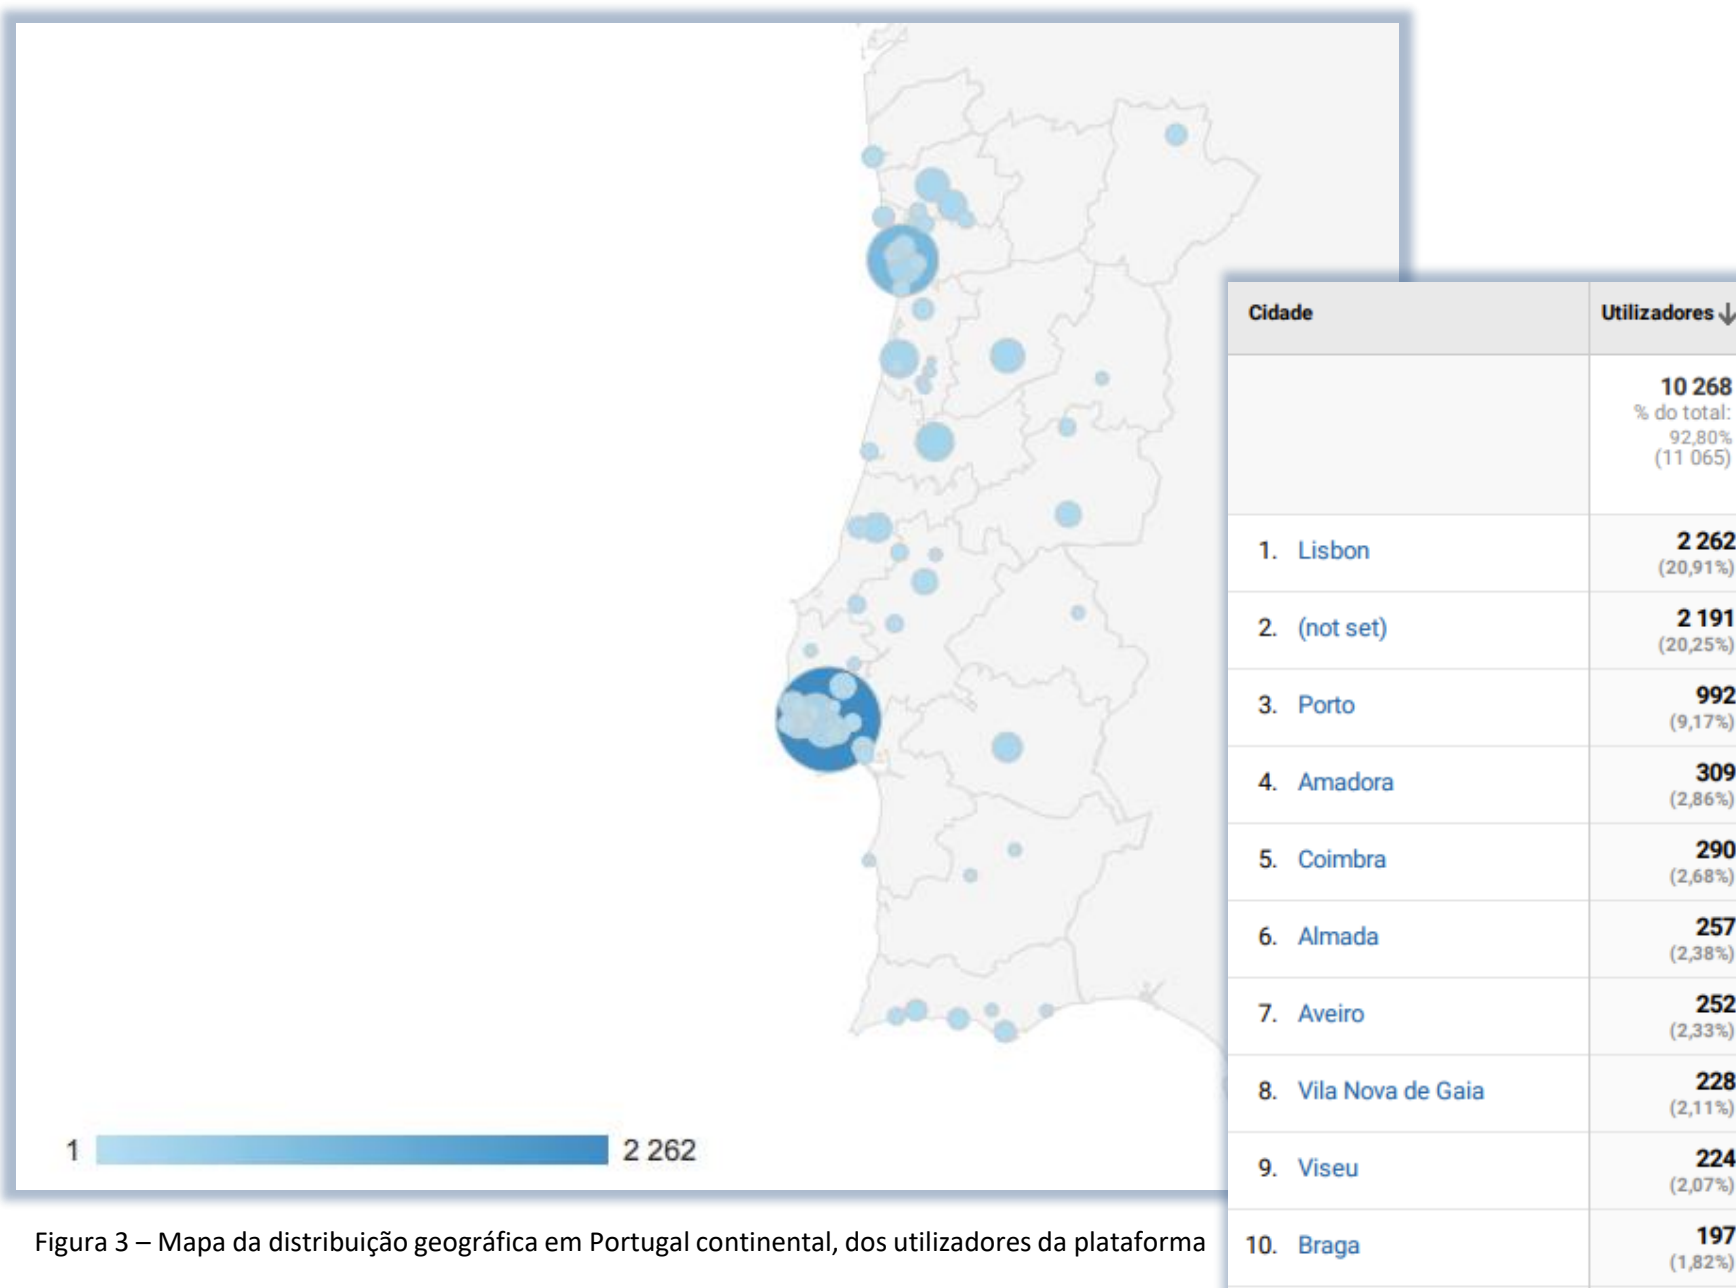 1 2 262
Figura 3 – Mapa da distribuição geográfica em Portugal continental, dos utilizadores da plataforma
Cidade Utilizadores
10 268
% do total:
92,80%
(11 065)
1. Lisbon 2 262
(20,91%)
2. (not set) 2 191
(20,25%)
3. Porto 992
(9,17%)
4. Amadora 309
(2,86%)
5. Coimbra 290
(2,68%)
6. Almada 257
(2,38%)
7. Aveiro 252
(2,33%)
8. Vila Nova de Gaia 228
(2,11%)
9. Viseu 224
(2,07%)
10. Braga 197
(1,82%)